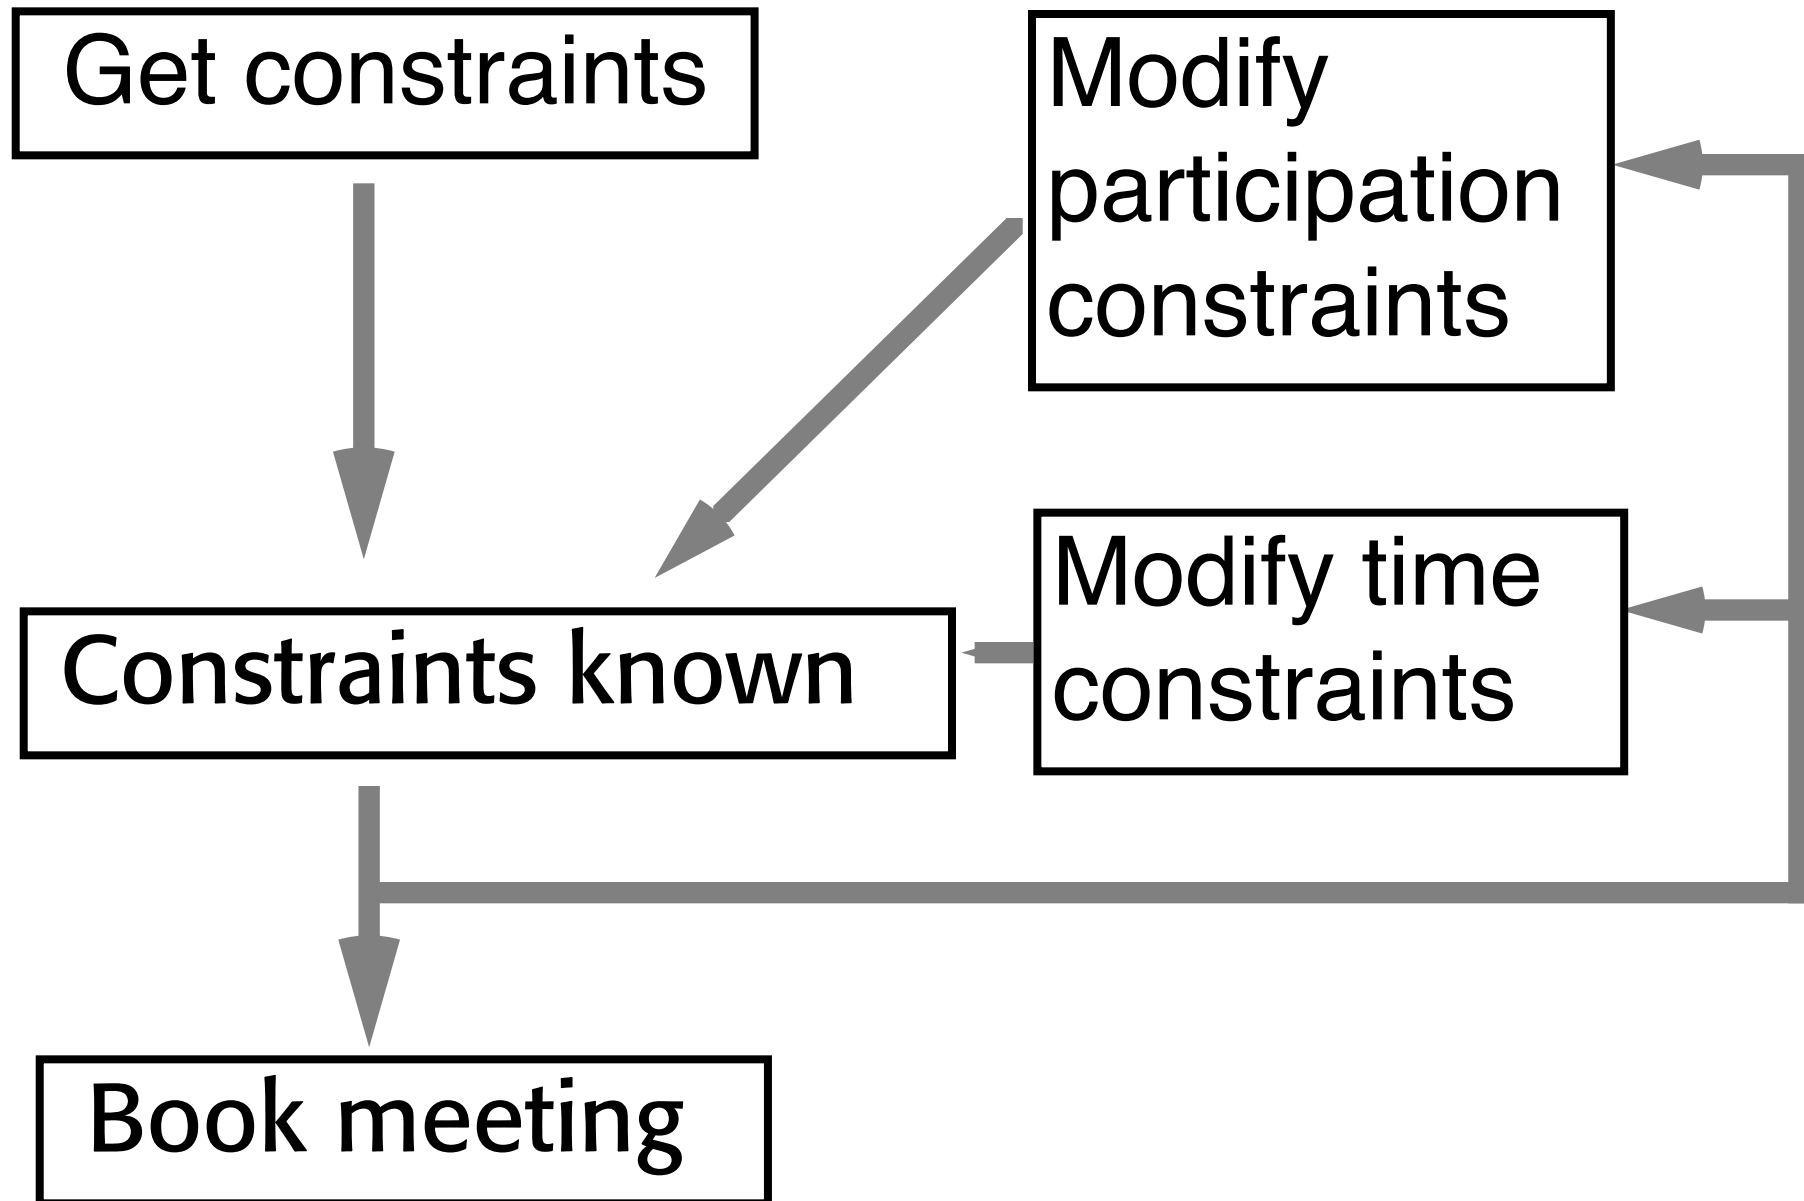 Get constraints
Modify
participation
constraints
Modify time
constraints
Constraints known
Book meeting